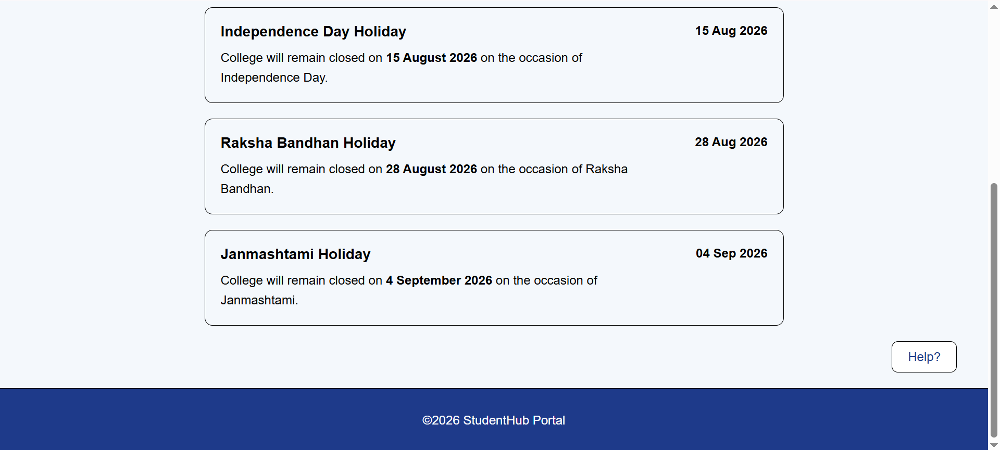 Independence Day Holiday
15 Aug 2026
College will remain closed on 15 August 2026 on the occasion of
Independence Day.
Raksha Bandhan Holiday
28 Aug 2026
College will remain closed on 28 August 2026 on the occasion of Raksha
Bandhan.
Janmashtami Holiday
04 Sep 2026
College will remain closed on 4 September 2026 on the occasion of
Janmashtami.
Help?
©2026 StudentHub Portal